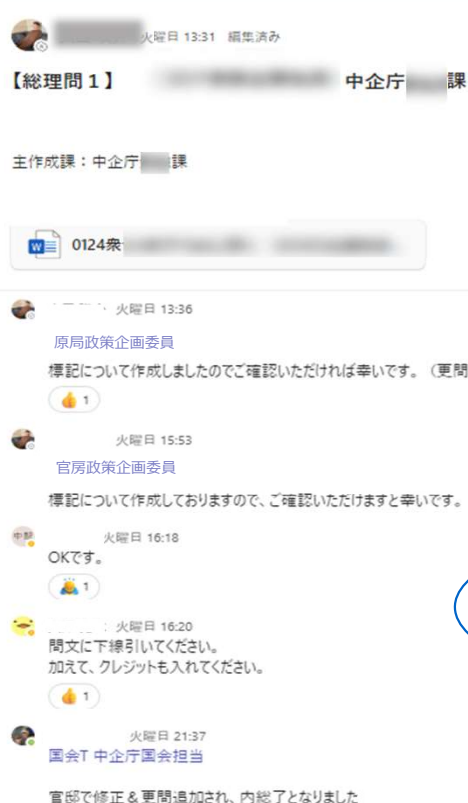 火曜日 13:31 編集済み
【総理問１】 中企庁 課
主作成課：中企庁 課
0124衆
火曜日 13:36
原局政策企画委員
標記について作成しましたのでご確認いただければ幸いです。（更問
1
火曜日 15:53
官房政策企画委員
標記について作成しておりますので、ご確認いただけますと幸いです。
火曜日 16:18
OKです。
1
火曜日 16:20
問文に下線引いてください。
加えて、クレジットも入れてください。
1
火曜日 21:37
国会T 中企庁国会担当
官邸で修正＆更問追加され、内総了となりました